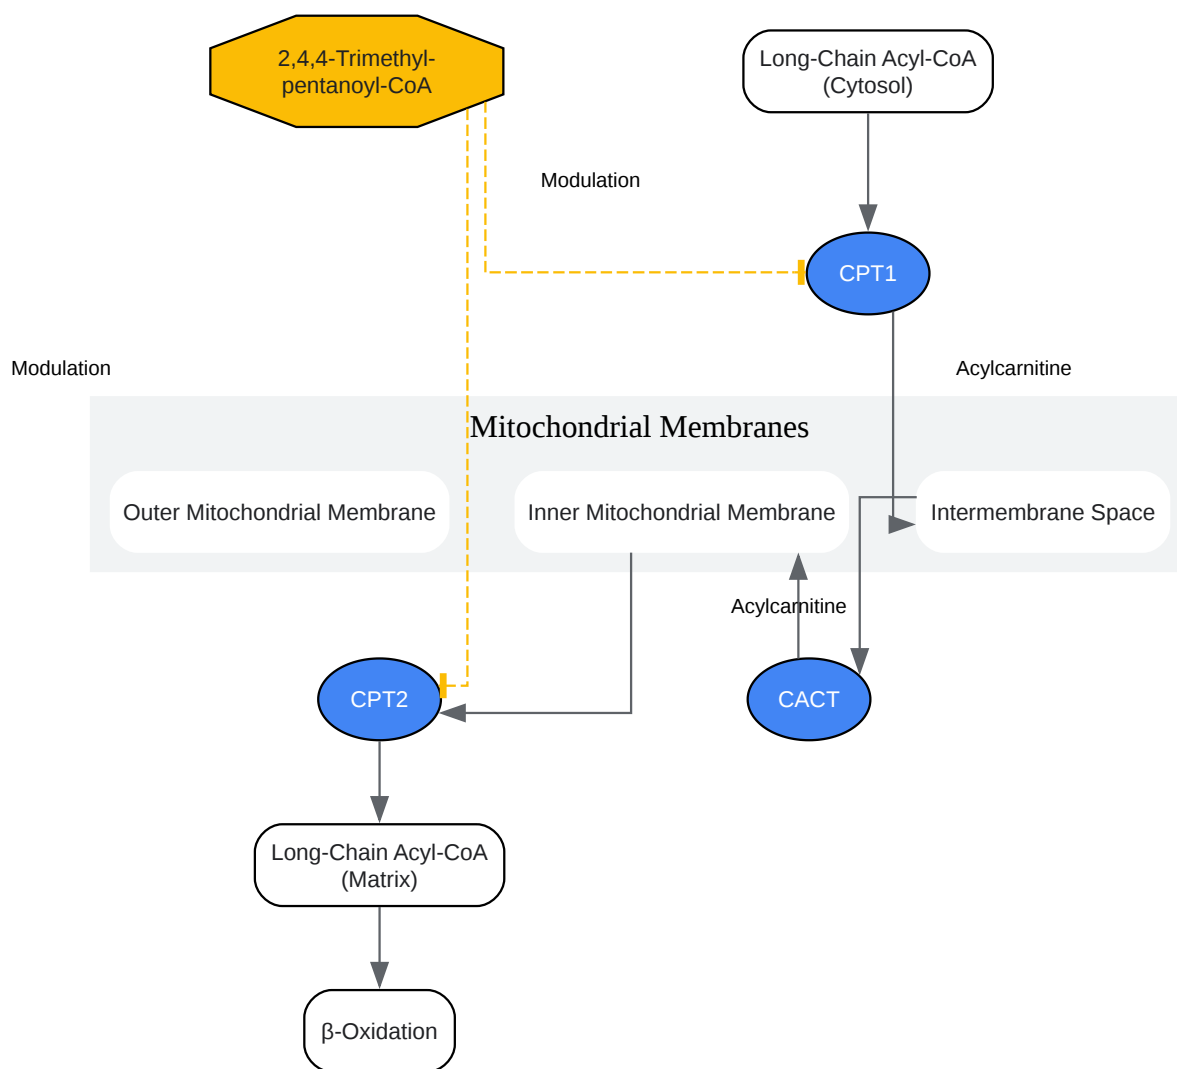 2,4,4-Trimethyl-
pentanoyl-CoA
Long-Chain Acyl-CoA
(Cytosol)
Modulation
CPT1
Modulation
Acylcarnitine
Mitochondrial Membranes
Outer Mitochondrial Membrane
Inner Mitochondrial Membrane
Intermembrane Space
Acylcarnitine
CPT2
CACT
Long-Chain Acyl-CoA
(Matrix)
β-Oxidation